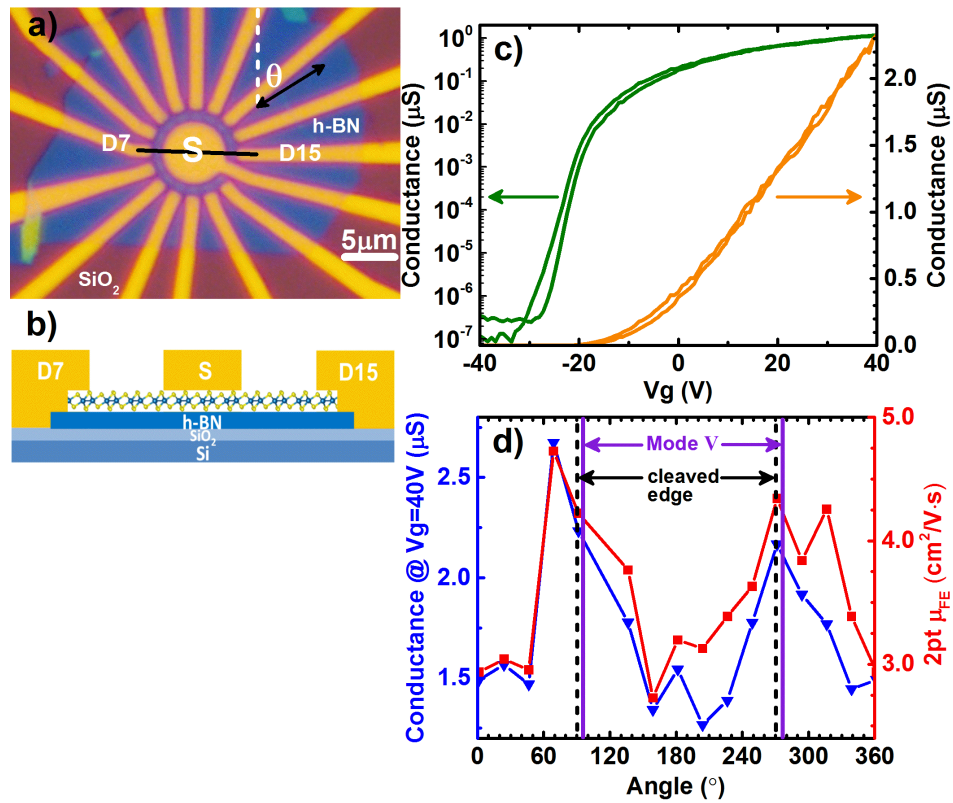 a)
θ
h-BN
D7
S
D15
5μm
SiO2
b)
D7
S
D15
h-BN
SiO2
Si
c)
Conductance (μS)
10^0
10^-1
10^-2
10^-3
10^-4
10^-5
10^-6
10^-7
2.0
1.5
1.0
0.5
0.0
Conductance (μS)
-40 -20 0 20 40
Vg (V)
d)
Mode V
cleaved
edge
Conductance @ Vg=40V (μS)
2.5
2.0
1.5
5.0
4.0
3.0
2pt μFE (cm²/V·s)
0 60 120 180 240 300 360
Angle (°)